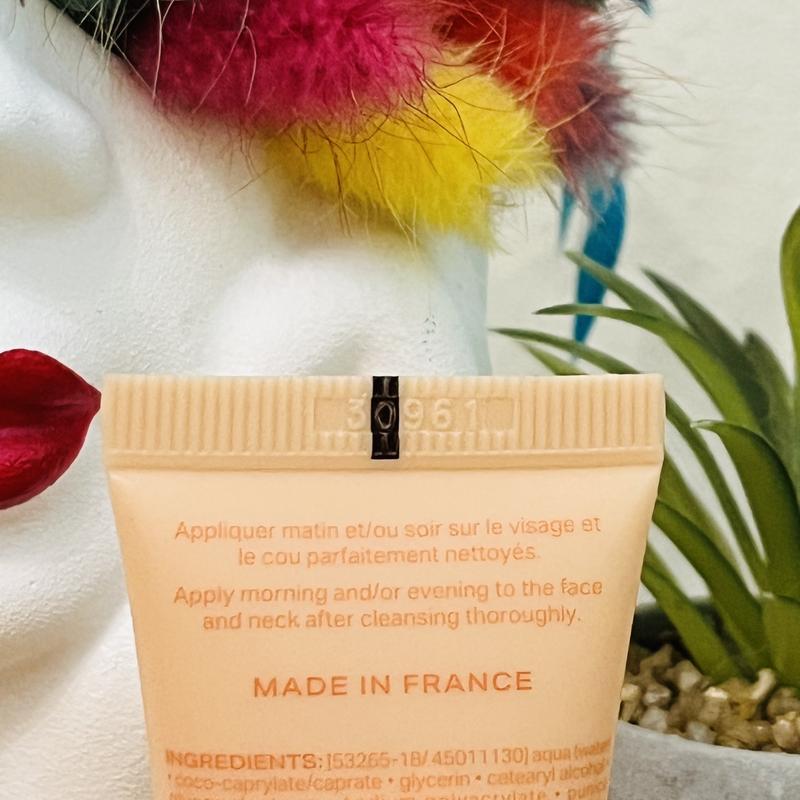 30961
Appliquer matin et/ou soir sur le visage et
le cou parfaitement nettoyés.
Apply morning and/or evening to the face
and neck after cleansing thoroughly.
MADE IN FRANCE
INGREDIENTS: [53265-18/ 45011130] aqua (water
• coco-caprylate/caprate • glycerin • cetearyl alcohol
polyacrylate •